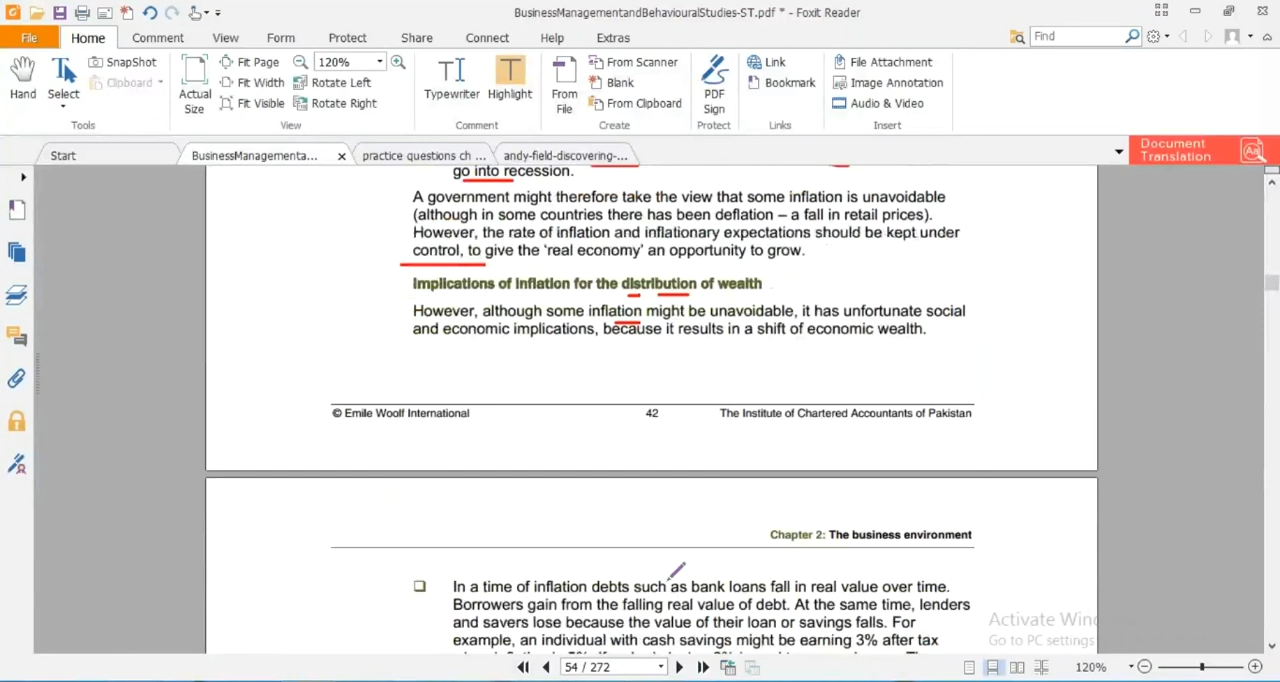 BusinessManagementandBehaviouralStudies-ST.pdf * - Foxit Reader
File Home Comment View Form Protect Share Connect Help Extras Find
SnapShot Fit Page 120% From Scanner Link File Attachment
Clipboard Fit Width Rotate Left Blank Bookmark Image Annotation
Hand Select Actual Size Fit Visible Rotate Right Typewriter Highlight From File From Clipboard PDF Sign Audio & Video
Tools View Comment Create Protect Links Insert
Start BusinessManagementa... practice questions ch ... andy-field-discovering-... Document Translation
go into recession.
A government might therefore take the view that some inflation is unavoidable
(although in some countries there has been deflation – a fall in retail prices).
However, the rate of inflation and inflationary expectations should be kept under
control, to give the ‘real economy’ an opportunity to grow.
Implications of inflation for the distribution of wealth
However, although some inflation might be unavoidable, it has unfortunate social
and economic implications, because it results in a shift of economic wealth.
© Emile Woolf International 42 The Institute of Chartered Accountants of Pakistan
Chapter 2: The business environment
In a time of inflation debts such as bank loans fall in real value over time.
Borrowers gain from the falling real value of debt. At the same time, lenders
and savers lose because the value of their loan or savings falls. For
example, an individual with cash savings might be earning 3% after tax
Activate Win
Go to PC settings
54 / 272 120%